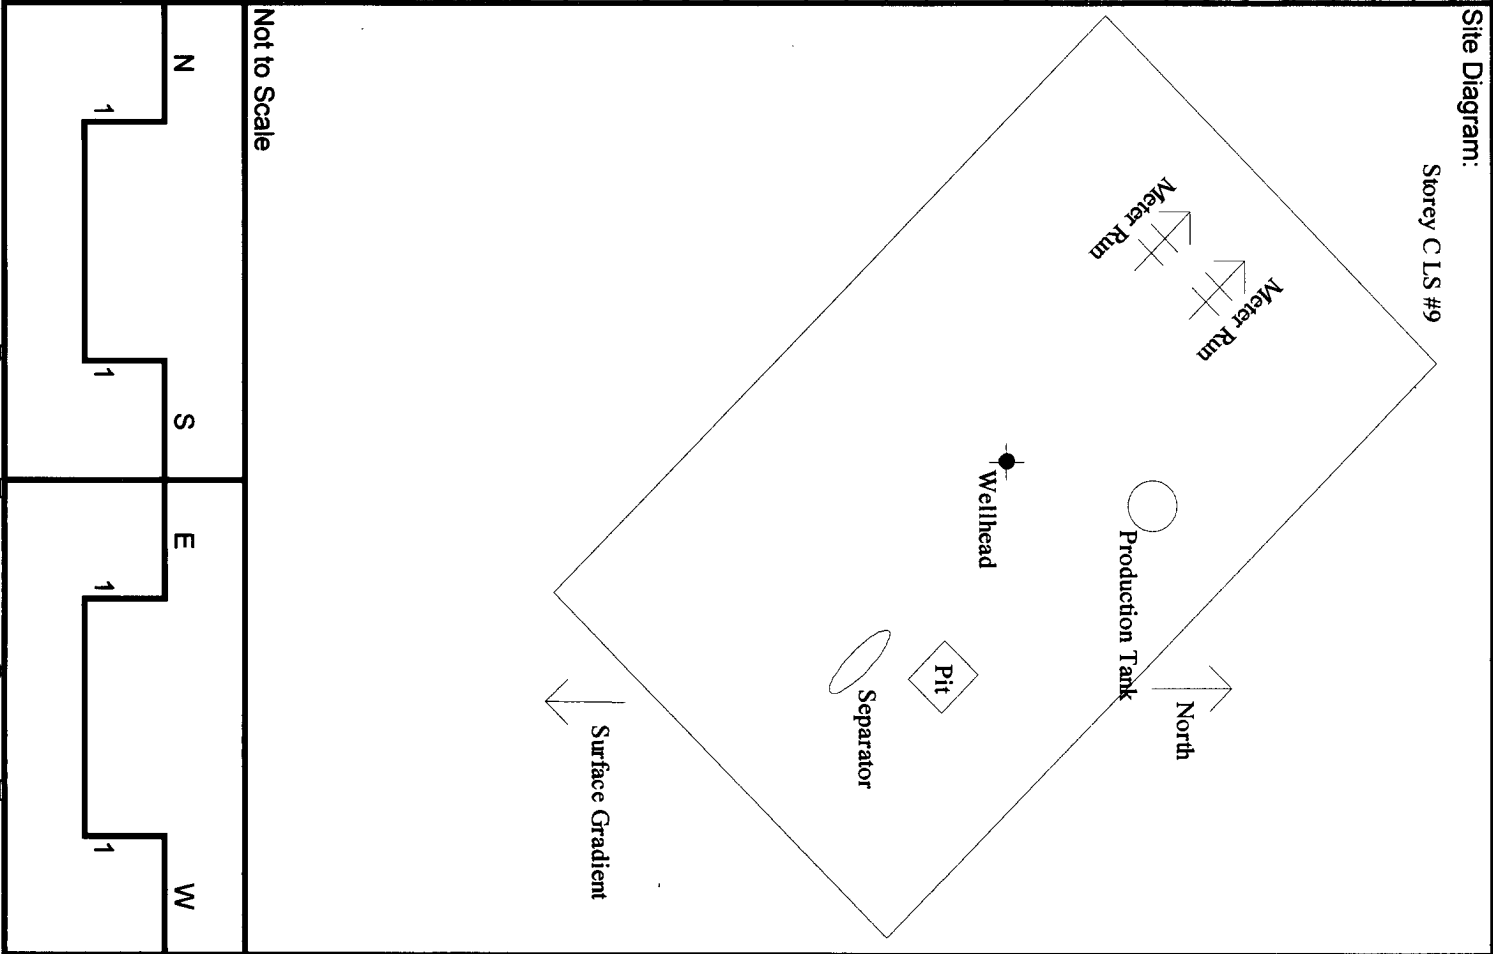 Site Diagram:
Storey C LS #9
Meter Run
Meter Run
Production Tank
North
Wellhead
Pit
Separator
Surface Gradient
Not to Scale
N S E W
1 1 1 1